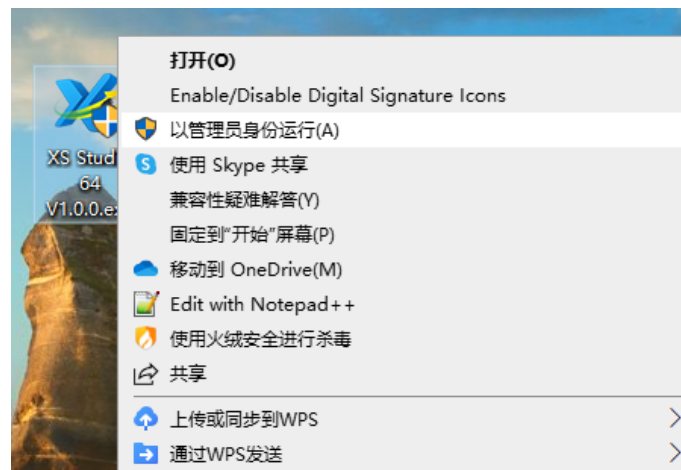 XS Stud
64
V1.0.0.ex
打开(O)
Enable/Disable Digital Signature Icons
以管理员身份运行(A)
使用 Skype 共享
兼容性疑难解答(Y)
固定到"开始"屏幕(P)
移动到 OneDrive(M)
Edit with Notepad++
使用火绒安全进行杀毒
共享
上传或同步到WPS
通过WPS发送